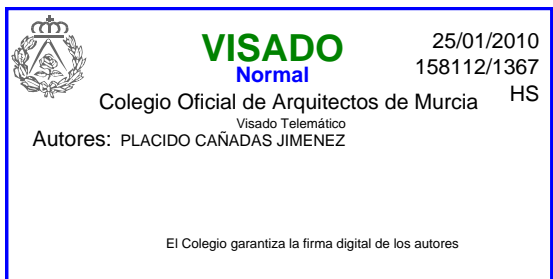 VISADO
Normal
25/01/2010
158112/1367
HS
Colegio Oficial de Arquitectos de Murcia
Visado Telemático
Autores: PLACIDO CAÑADAS JIMENEZ
El Colegio garantiza la firma digital de los autores